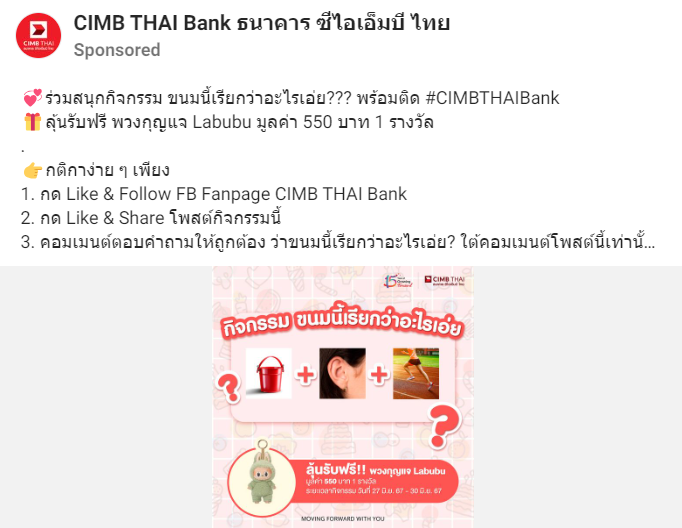 CIMB THAI Bank ธนาคาร ซีไอเอ็มบี ไทย
Sponsored
💞ร่วมสนุกกิจกรรม ขนมนี้เรียกว่าอะไรเอ่ย??? พร้อมติด #CIMBTHAIBank
🎁ลุ้นรับฟรี พวงกุญแจ Labubu มูลค่า 550 บาท 1 รางวัล
.
👉กติกาง่าย ๆ เพียง
1. กด Like & Follow FB Fanpage CIMB THAI Bank
2. กด Like & Share โพสต์กิจกรรมนี้
3. คอมเมนต์ตอบคำถามให้ถูกต้อง ว่าขนมนี้เรียกว่าอะไรเอ่ย? ใต้คอมเมนต์โพสต์นี้เท่านั้...
CIMB THAI
15
CIMB THAI
กิจกรรม ขนมนี้เรียกว่าอะไรเอ่ย
? + +
?
ลุ้นรับฟรี!! พวงกุญแจ Labubu
มูลค่า 550 บาท 1 รางวัล
ระยะเวลากิจกรรม วันที่ 27 มิ.ย. 67 - 30 มิ.ย. 67
MOVING FORWARD WITH YOU